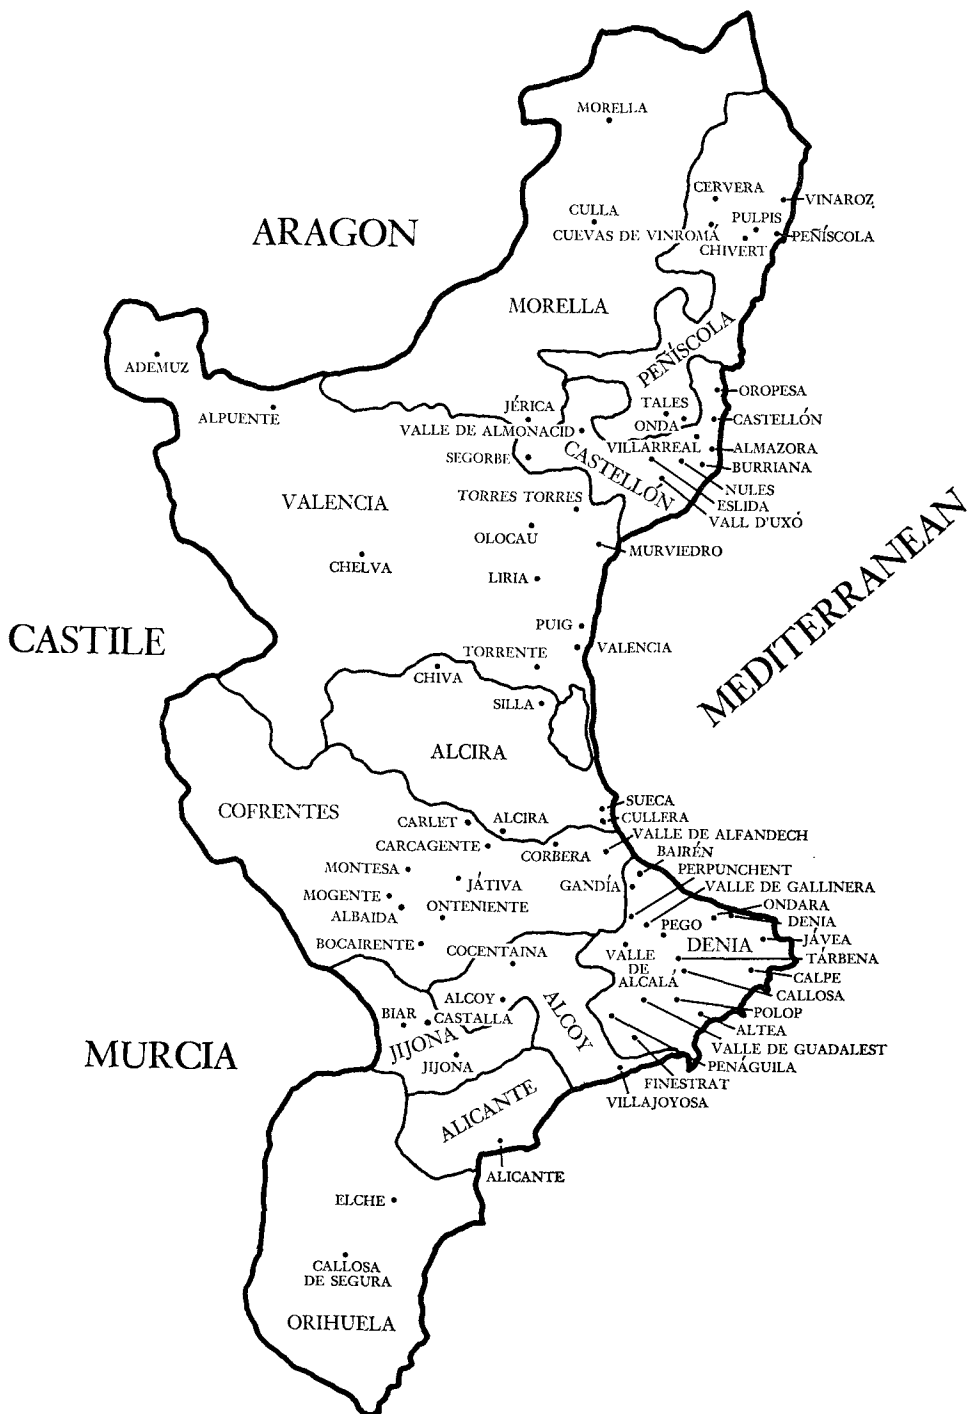 MORELLA
CERVERA
VINAROZ
CULLA
PULPIS
CUEVAS DE VINROMÁ
PEÑÍSCOLA
CHIVERT
ARAGON
MORELLA
PEÑÍSCOLA
ADEMUZ
ALPUENTE
JÉRICA
TALES
OROPESA
VALLE DE ALMONACID
ONDA
CASTELLÓN
SEGORBE
VILLARREAL
ALMAZORA
CASTELLÓN
BURRIANA
NULES
ESLIDA
VALL D'UXÓ
VALENCIA
TORRES TORRES
OLOCAU
MURVIEDRO
CHELVA
LIRIA
MEDITERRANEAN
CASTILE
PUIG
TORRENTE
VALENCIA
CHIVA
SILLA
ALCIRA
COFRENTES
SUECA
CARLET
ALCIRA
CULLERA
VALLE DE ALFANDECH
CARCAGENTE
CORBERA
BAIRÉN
MONTESA
PERPUNCHENT
JÁTIVA
GANDÍA
VALLE DE GALLINERA
MOGENTE
ONDARA
ALBAIDA
ONTENIENTE
DENIA
PEGO
BOCAIRENTE
COCENTAINA
DENIA
JÁVEA
VALLE
DE
ALCALÁ
TÁRBENA
CALPE
CALLOSA
ALCOY
ALCOY
POLOP
BIAR
CASTALLA
ALTEA
JIJONA
VALLE DE GUADALEST
MURCIA
JIJONA
PENÁGUILA
FINESTRAT
VILLAJOYOSA
ALICANTE
ALICANTE
ELCHE
CALLOSA
DE SEGURA
ORIHUELA